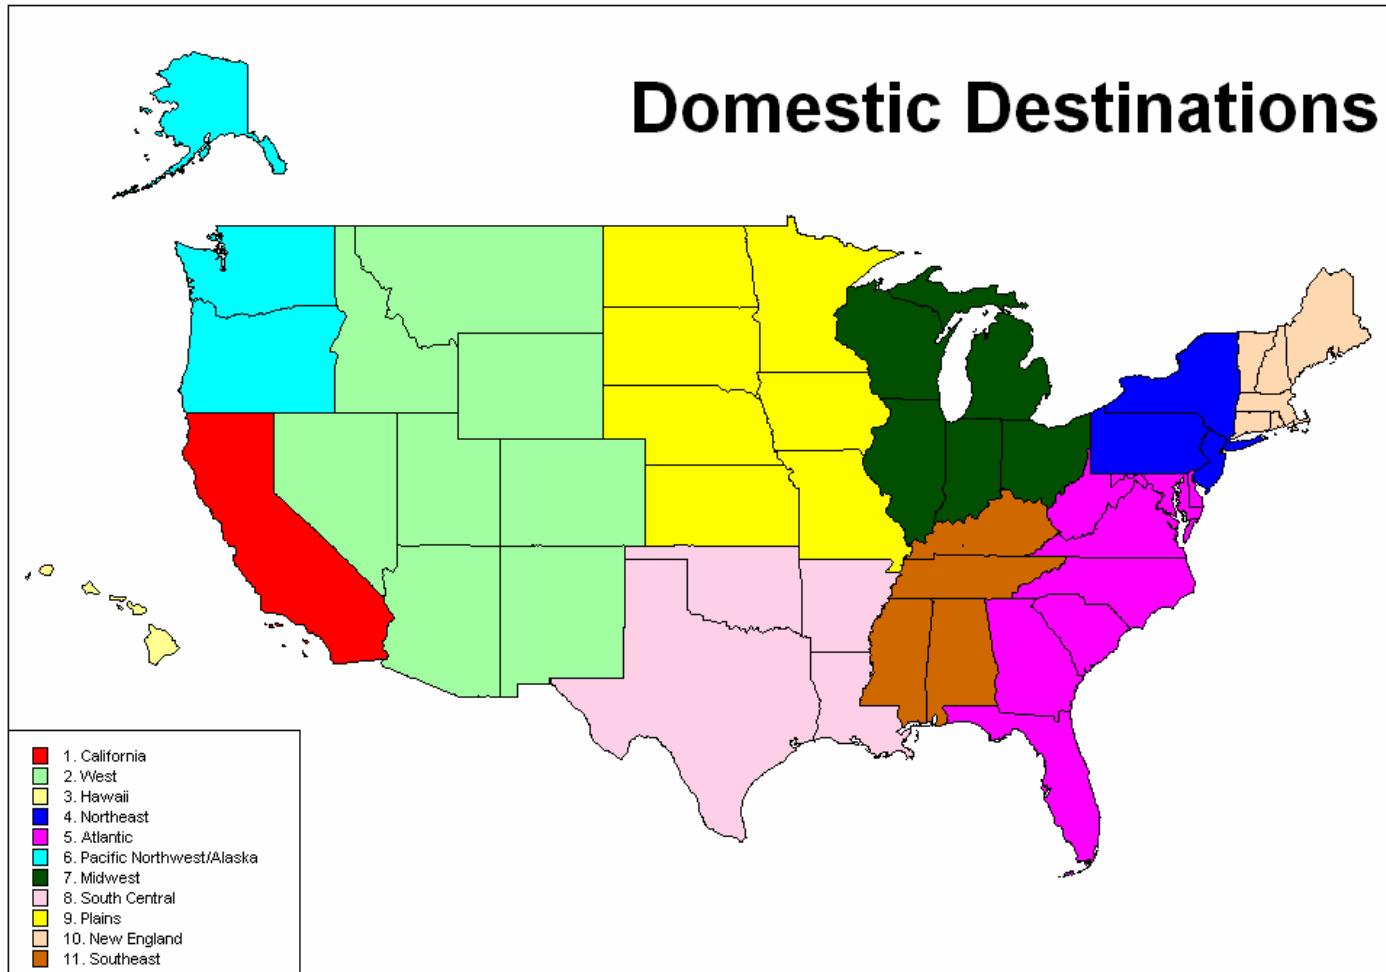 Domestic Destinations
1. California
2. West
3. Hawaii
4. Northeast
5. Atlantic
6. Pacific Northwest/Alaska
7. Midwest
8. South Central
9. Plains
10. New England
11. Southeast